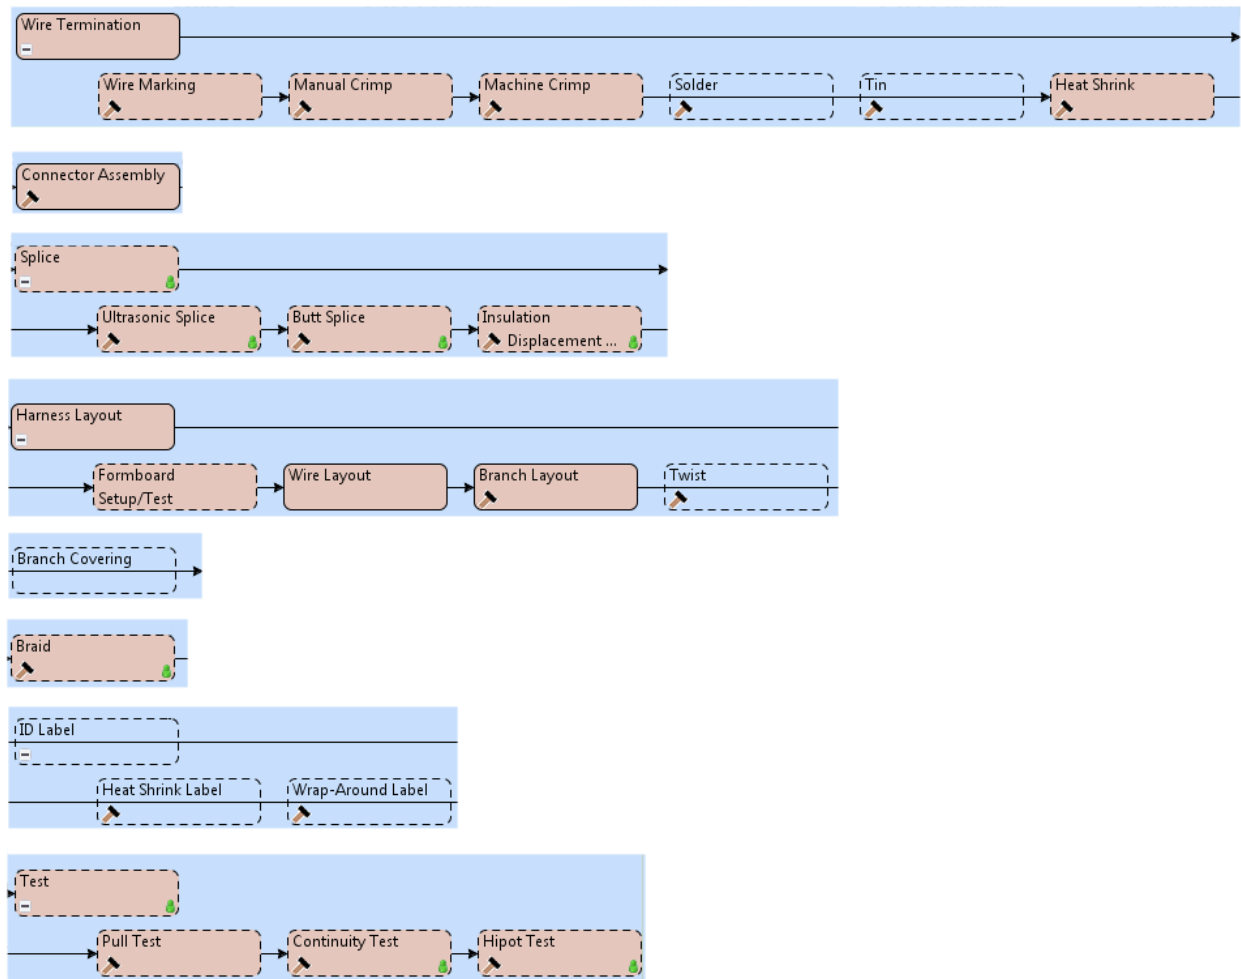 Wire Termination
Wire Marking
Manual Crimp
Machine Crimp
Solder
Tin
Heat Shrink
Connector Assembly
Splice
Ultrasonic Splice
Butt Splice
Insulation
Displacement ...
Harness Layout
Formboard
Setup/Test
Wire Layout
Branch Layout
Twist
Branch Covering
Braid
ID Label
Heat Shrink Label
Wrap-Around Label
Test
Pull Test
Continuity Test
Hipot Test